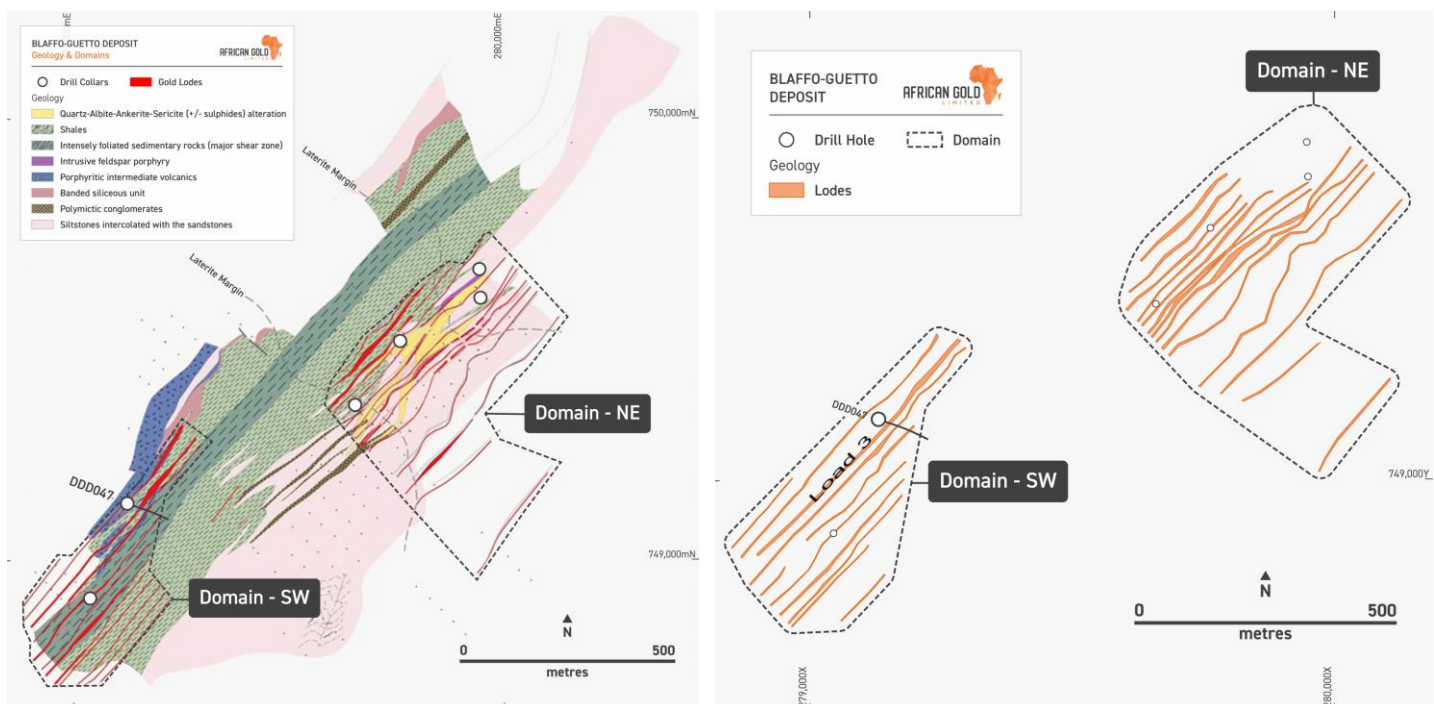 BLAFFO-GUETTO DEPOSIT
Geology & Domains
AFRICAN GOLD
LIMITED
Drill Collars
Gold Lodes
Geology
Quartz-Albite-Ankerite-Sericite (+/- sulphides) alteration
Shales
Intensely foliated sedimentary rocks (major shear zone)
Intrusive feldspar porphyry
Porphyritic intermediate volcanics
Banded siliceous unit
Polymictic conglomerates
Siltstones intercolated with the sandstones
280,000mE
750,000mN
Laterite Margin
Laterite Margin
Domain - NE
DDD047
749,000mN
Domain - SW
N
0 500
metres
BLAFFO-GUETTO
DEPOSIT
AFRICAN GOLD
LIMITED
Drill Hole
Domain
Geology
Lodes
Domain - NE
DDD047
Load 3
Domain - SW
749,000Y
N
0 500
metres
279,000X
280,000X